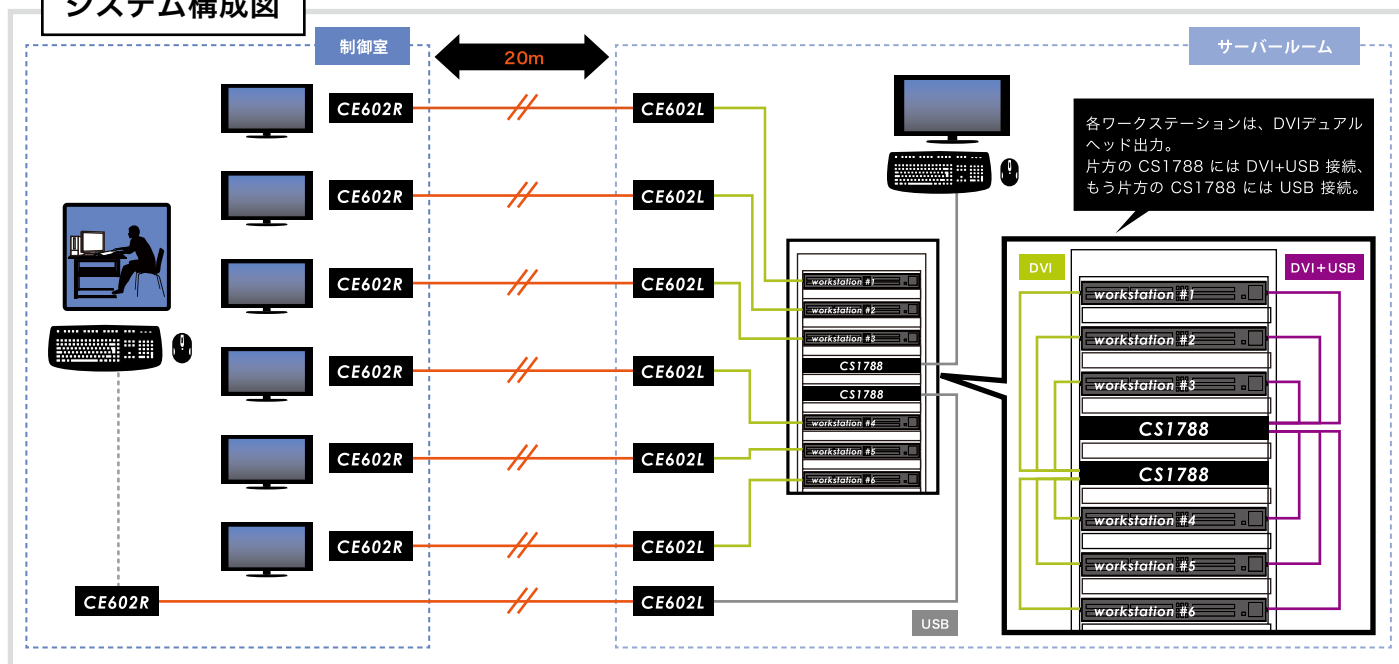 システム構成図
制御室
20m
サーバールーム
CE602R
CE602L
CE602R
CE602L
CE602R
CE602L
CE602R
CE602L
CE602R
CE602L
CE602R
CE602L
CE602R
CE602L
USB
workstation #1
workstation #2
workstation #3
CS1788
CS1788
workstation #4
workstation #5
workstation #6
各ワークステーションは、DVIデュアル
ヘッド出力。
片方の CS1788 には DVI+USB 接続、
もう片方の CS1788 には USB 接続。
DVI
DVI+USB
workstation #1
workstation #2
workstation #3
CS1788
CS1788
workstation #4
workstation #5
workstation #6